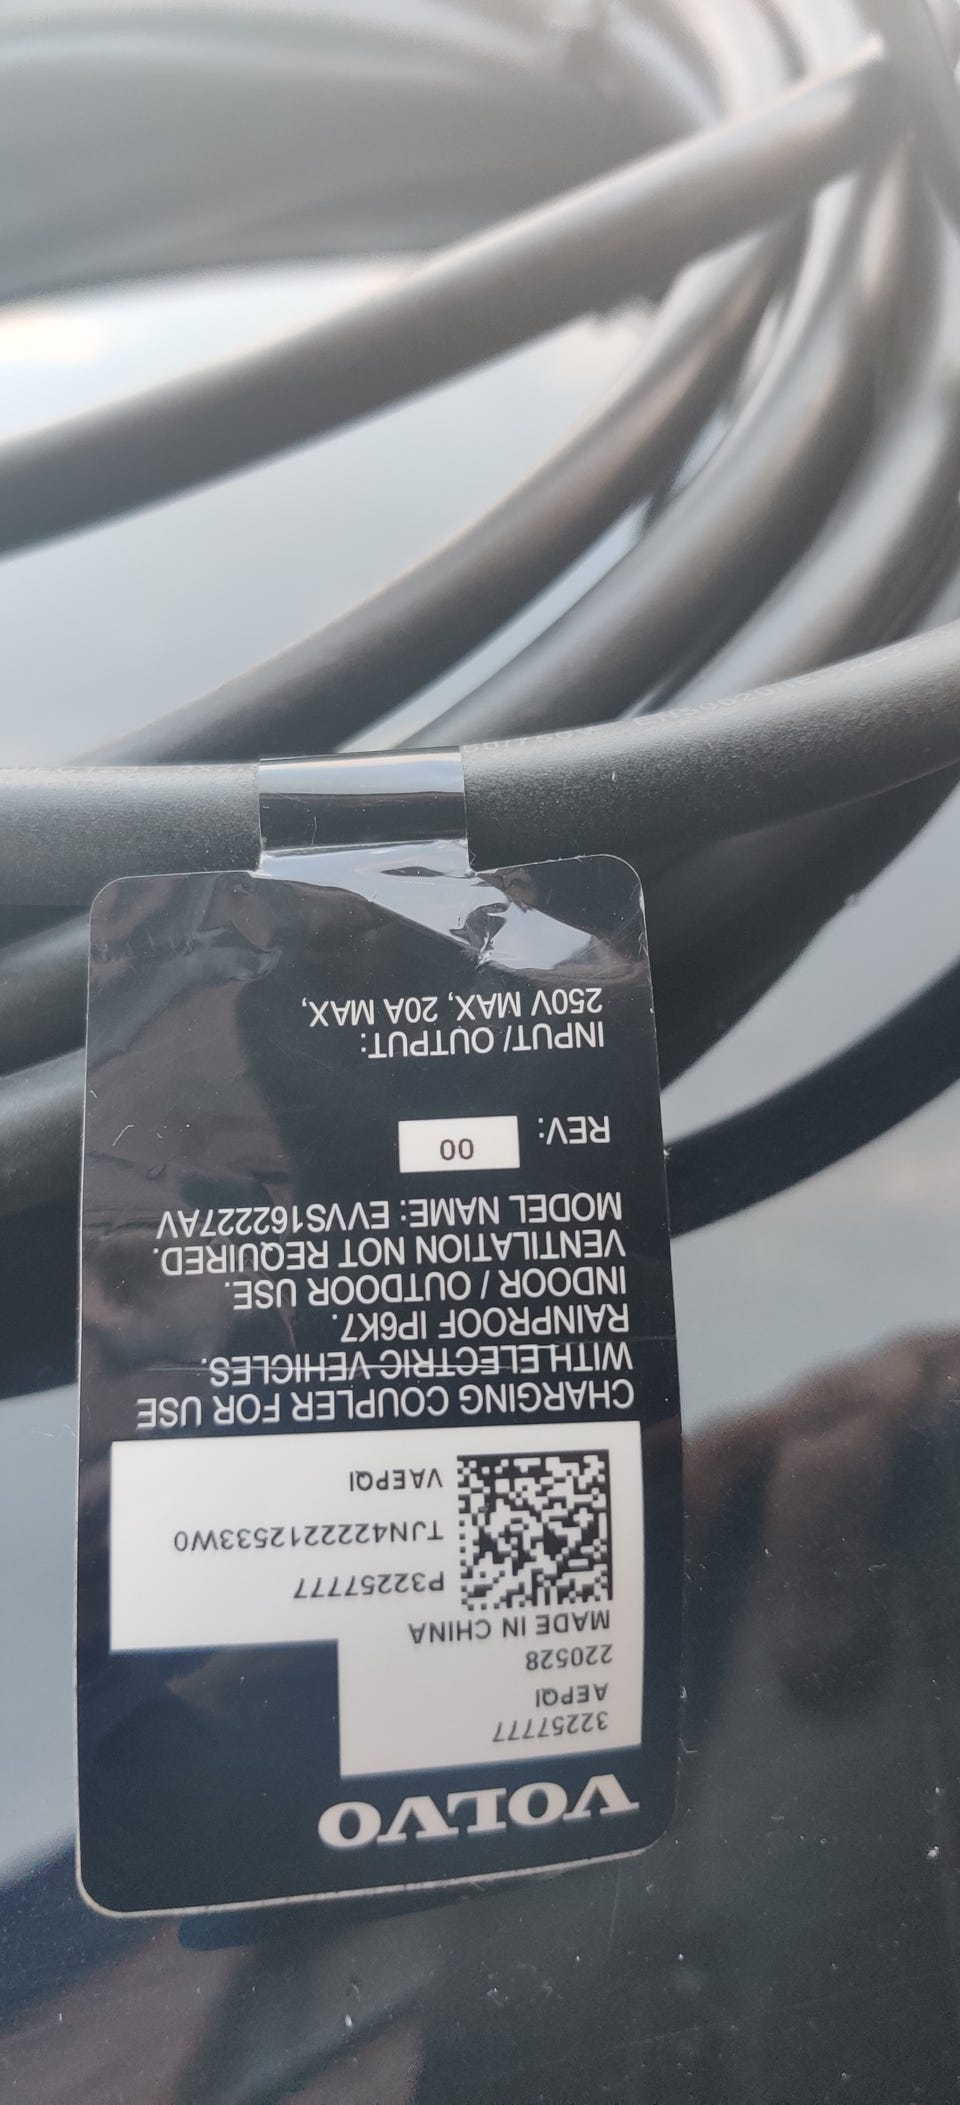 VOLVO
32257777
AEPQI
220528
MADE IN CHINA
P32257777
TJN4222212533W0
VAEPQI
CHARGING COUPLER FOR USE
WITH ELECTRIC VEHICLES.
RAINPROOF IP6K7.
INDOOR / OUTDOOR USE.
VENTILATION NOT REQUIRED.
MODEL NAME: EVVS162227AV
REV: 00
INPUT/ OUTPUT:
250V MAX, 20A MAX,